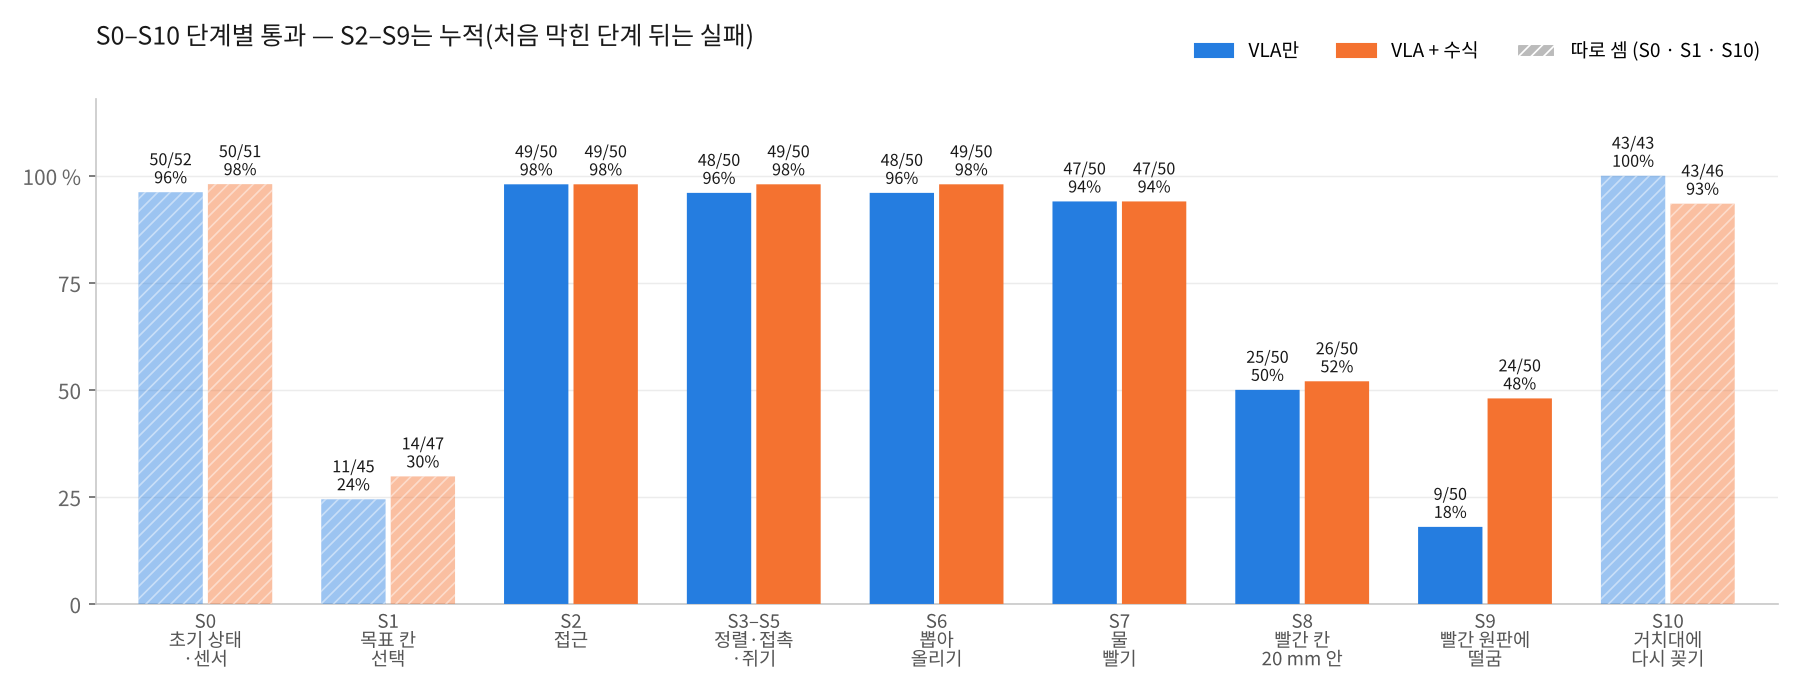 S0–S10 단계별 통과 — S2–S9는 누적(처음 막힌 단계 뒤는 실패)
VLA만
VLA + 수식
따로 셈 (S0 · S1 · S10)
100 %
75
50
25
0
50/52
96%
50/51
98%
11/45
24%
14/47
30%
49/50
98%
49/50
98%
48/50
96%
49/50
98%
48/50
96%
49/50
98%
47/50
94%
47/50
94%
25/50
50%
26/50
52%
9/50
18%
24/50
48%
43/43
100%
43/46
93%
S0
초기 상태
·센서
S1
목표 칸
선택
S2
접근
S3–S5
정렬·접촉
·쥐기
S6
뽑아
올리기
S7
물
빨기
S8
빨간 칸
20 mm 안
S9
빨간 원판에
떨굼
S10
거치대에
다시 꽂기